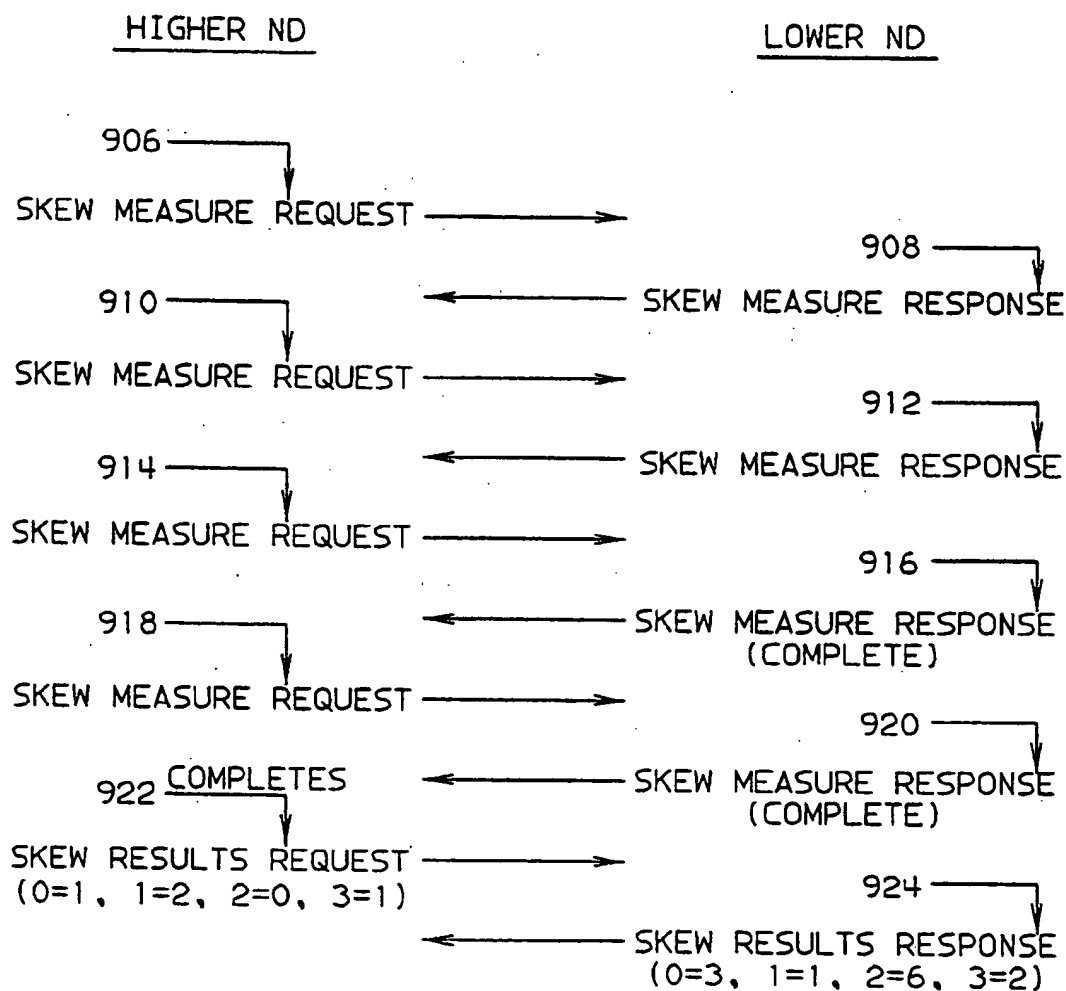 HIGHER ND
LOWER ND
906
SKEW MEASURE REQUEST
908
SKEW MEASURE RESPONSE
910
SKEW MEASURE REQUEST
912
SKEW MEASURE RESPONSE
914
SKEW MEASURE REQUEST
916
SKEW MEASURE RESPONSE
(COMPLETE)
918
SKEW MEASURE REQUEST
920
SKEW MEASURE RESPONSE
(COMPLETE)
922 COMPLETES
SKEW RESULTS REQUEST
(0=1, 1=2, 2=0, 3=1)
924
SKEW RESULTS RESPONSE
(0=3, 1=1, 2=6, 3=2)